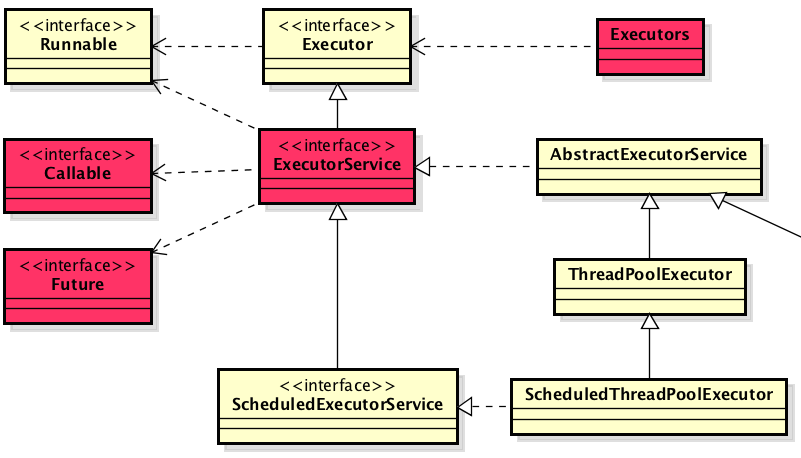 <<interface>>
Runnable
<<interface>>
Executor
Executors
<<interface>>
Callable
<<interface>>
ExecutorService
AbstractExecutorService
<<interface>>
Future
ThreadPoolExecutor
<<interface>>
ScheduledExecutorService
ScheduledThreadPoolExecutor